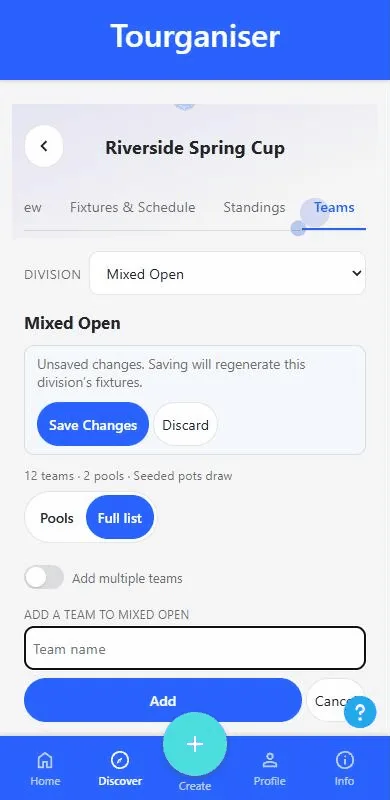 Tourganiser
Riverside Spring Cup
ew Fixtures & Schedule Standings Teams
DIVISION Mixed Open
Mixed Open
Unsaved changes. Saving will regenerate this
division's fixtures.
Save Changes Discard
12 teams · 2 pools · Seeded pots draw
Pools Full list
Add multiple teams
ADD A TEAM TO MIXED OPEN
Team name
Add Canc
?
Home Discover Create Profile Info